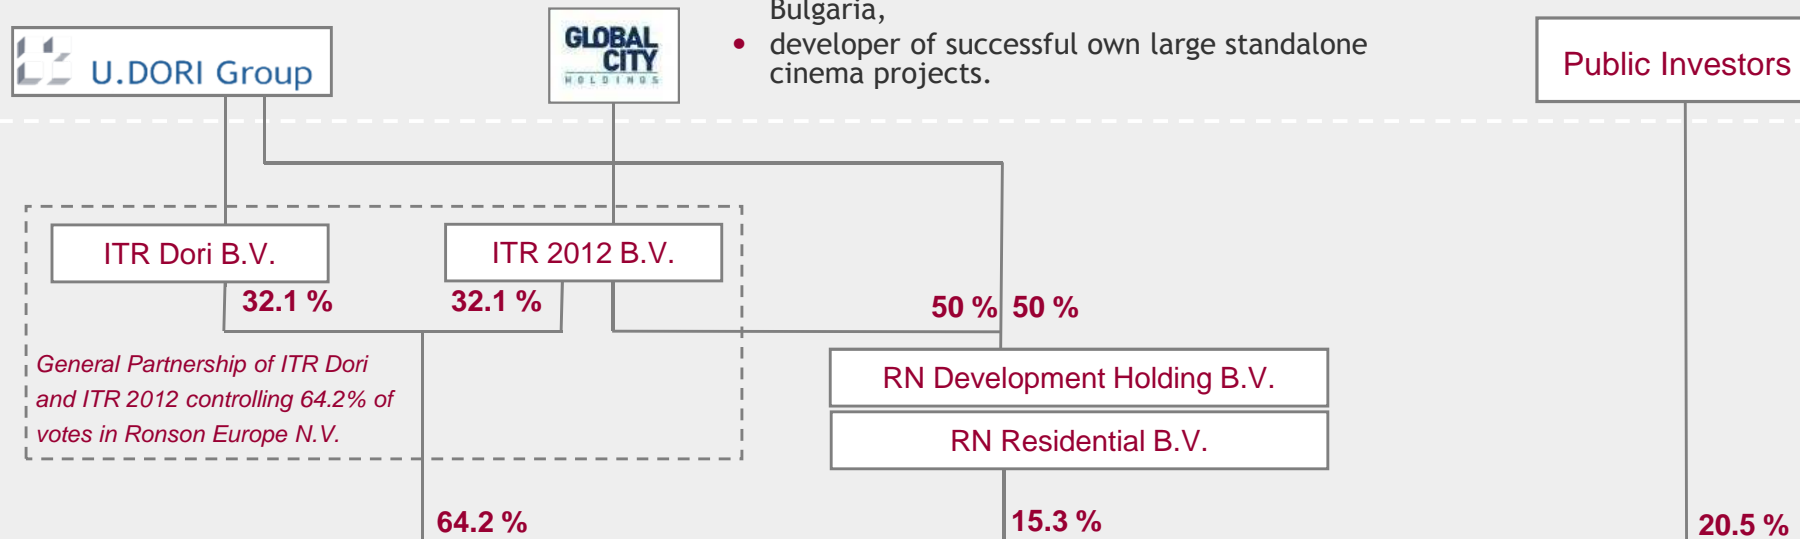 Bulgaria,
• developer of successful own large standalone
cinema projects.
U.DORI Group
GLOBAL
CITY
HOLDINGS
Public Investors
ITR Dori B.V.
ITR 2012 B.V.
32.1 %
32.1 %
50 %
50 %
General Partnership of ITR Dori
and ITR 2012 controlling 64.2% of
votes in Ronson Europe N.V.
RN Development Holding B.V.
RN Residential B.V.
64.2 %
15.3 %
20.5 %